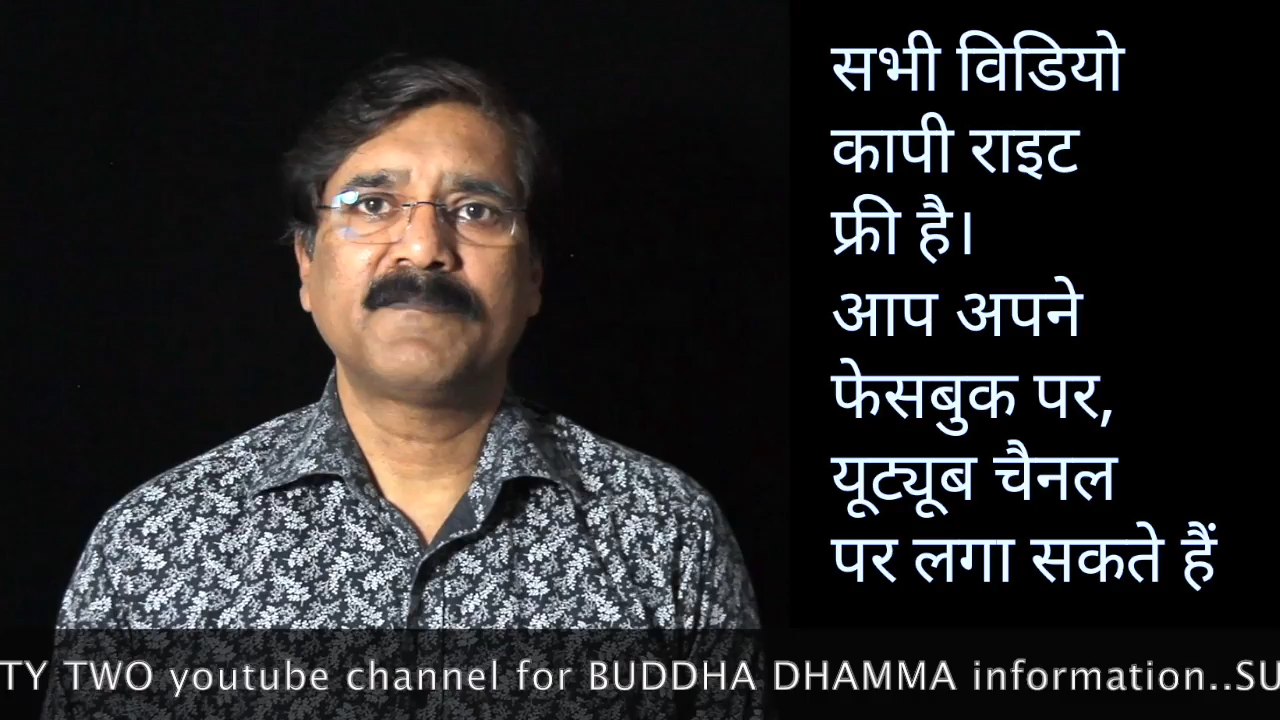 सभी विडियो
कापी राइट
फ्री है।
आप अपने
फेसबुक पर,
यूट्यूब चैनल
पर लगा सकते हैं
TY TWO youtube channel for BUDDHA DHAMMA information..SU